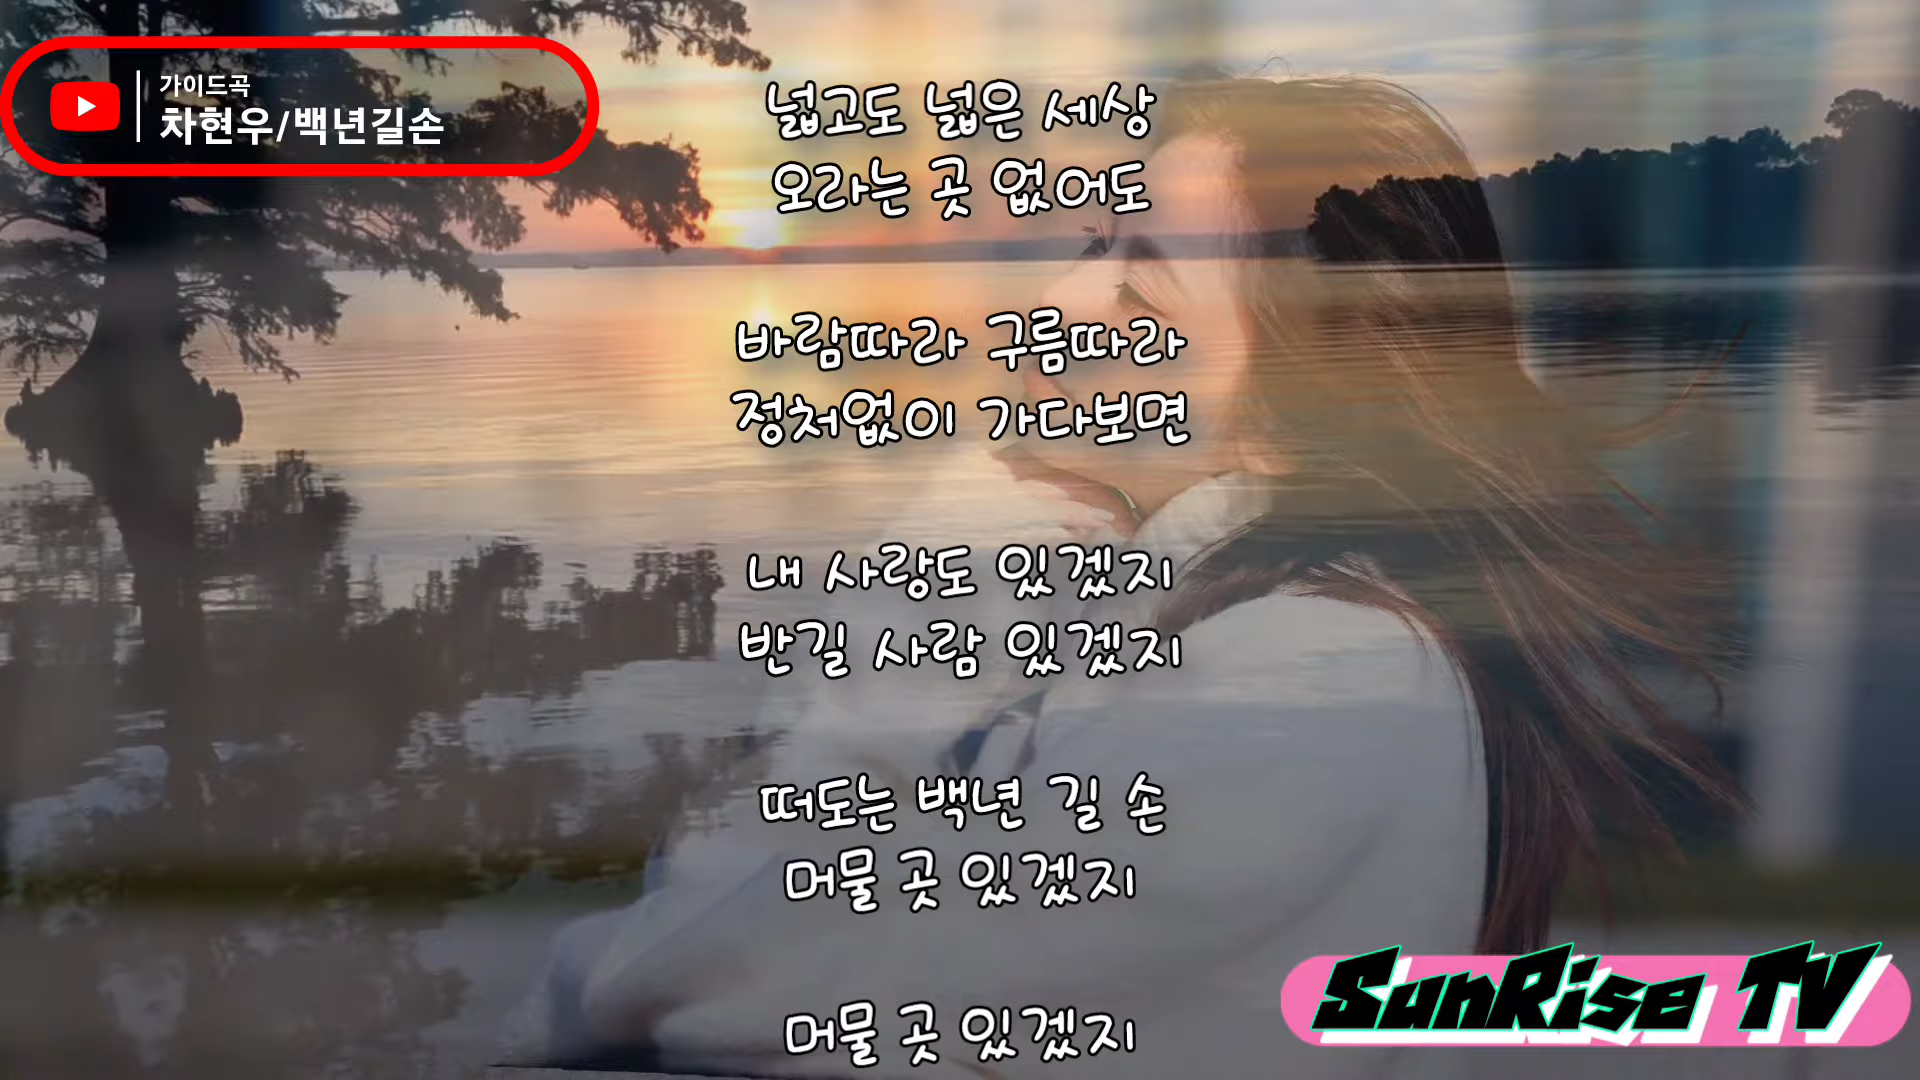 가이드곡
차현우/백년길손
넓고도 넓은 세상
오라는 곳 없어도
바람따라 구름따라
정처없이 가다보면
내 사랑도 있겠지
반길 사람 있겠지
떠도는 백년 길 손
머물 곳 있겠지
머물 곳 있겠지
SunRise TV